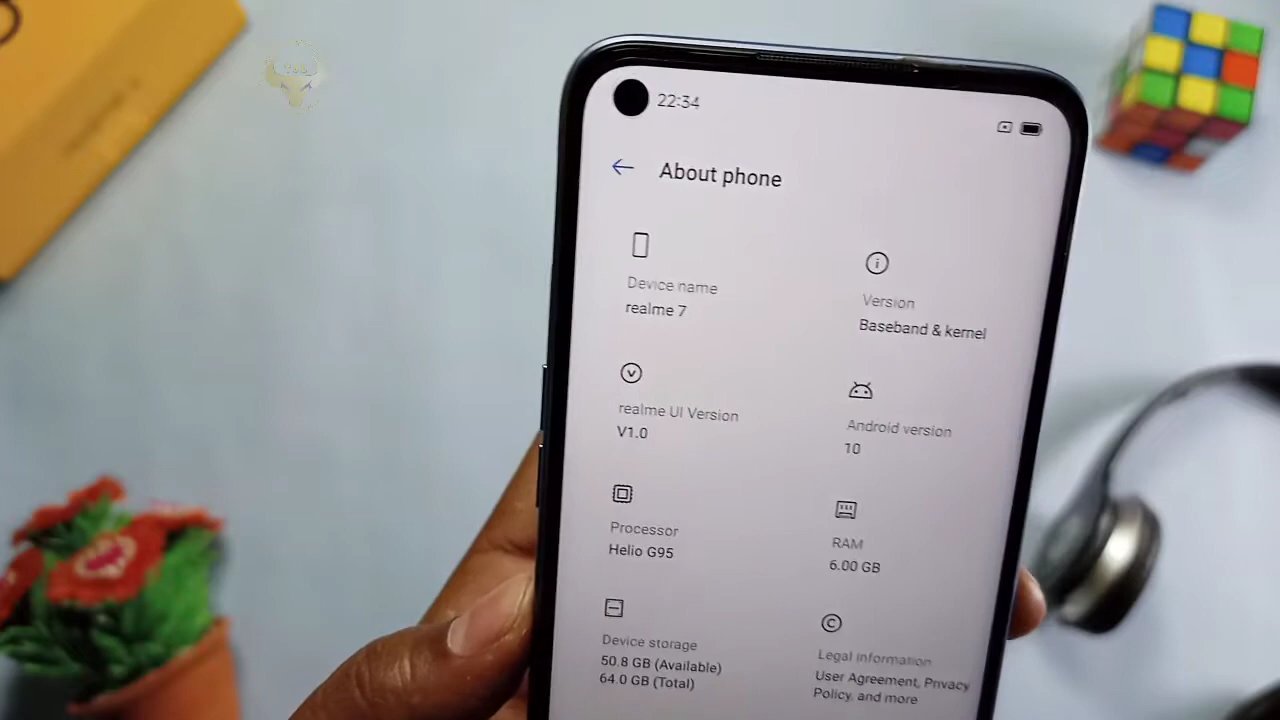 22:34
About phone
Device name
realme 7
Version
Baseband & kernel
realme UI Version
V1.0
Android version
10
Processor
Helio G95
RAM
6.00 GB
Device storage
50.8 GB (Available)
64.0 GB (Total)
Legal information
User Agreement, Privacy
Policy, and more